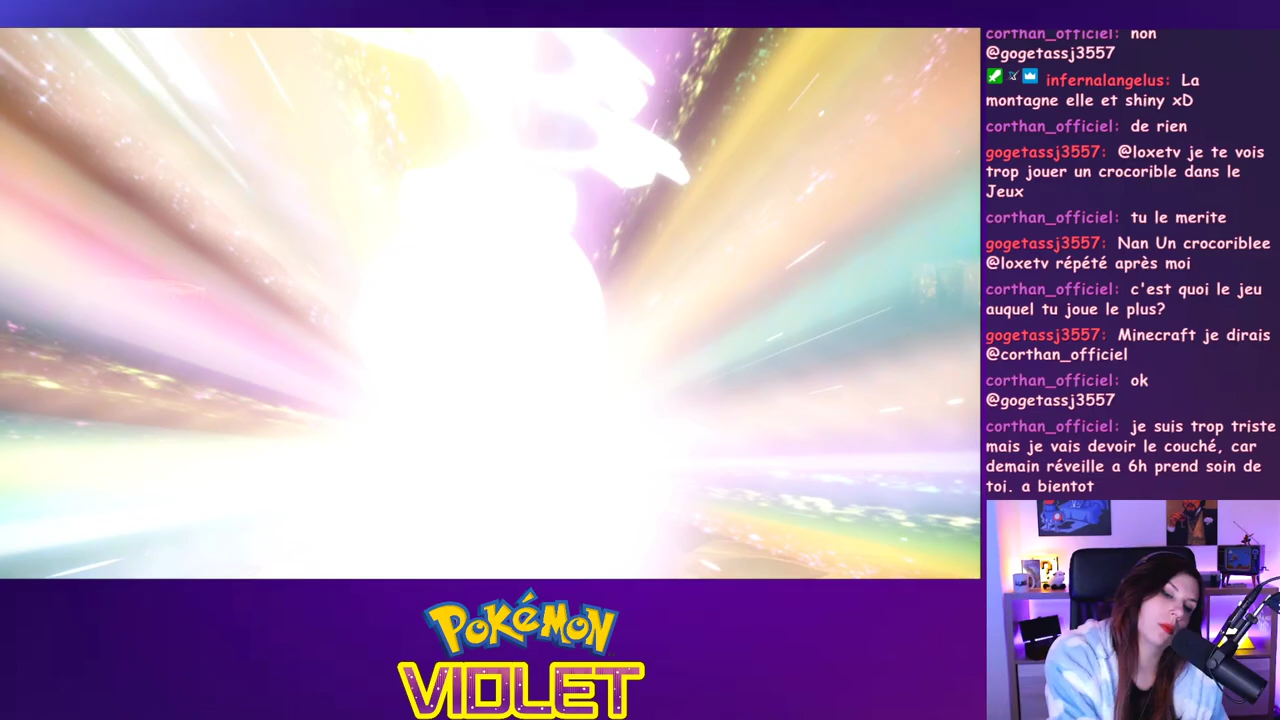 corthan_officiel: non
@gogetassj3557
infernalangelus: La
montagne elle et shiny xD
corthan_officiel: de rien
gogetassj3557: @loxetv je te vois
trop jouer un crocorible dans le
Jeux
corthan_officiel: tu le merite
gogetassj3557: Nan Un crocoriblee
@loxetv répété après moi
corthan_officiel: c'est quoi le jeu
auquel tu joue le plus?
gogetassj3557: Minecraft je dirais
@corthan_officiel
corthan_officiel: ok
@gogetassj3557
corthan_officiel: je suis trop triste
mais je vais devoir le couché, car
demain réveille a 6h prend soin de
toi. a bientot
POKéMON
VIOLET